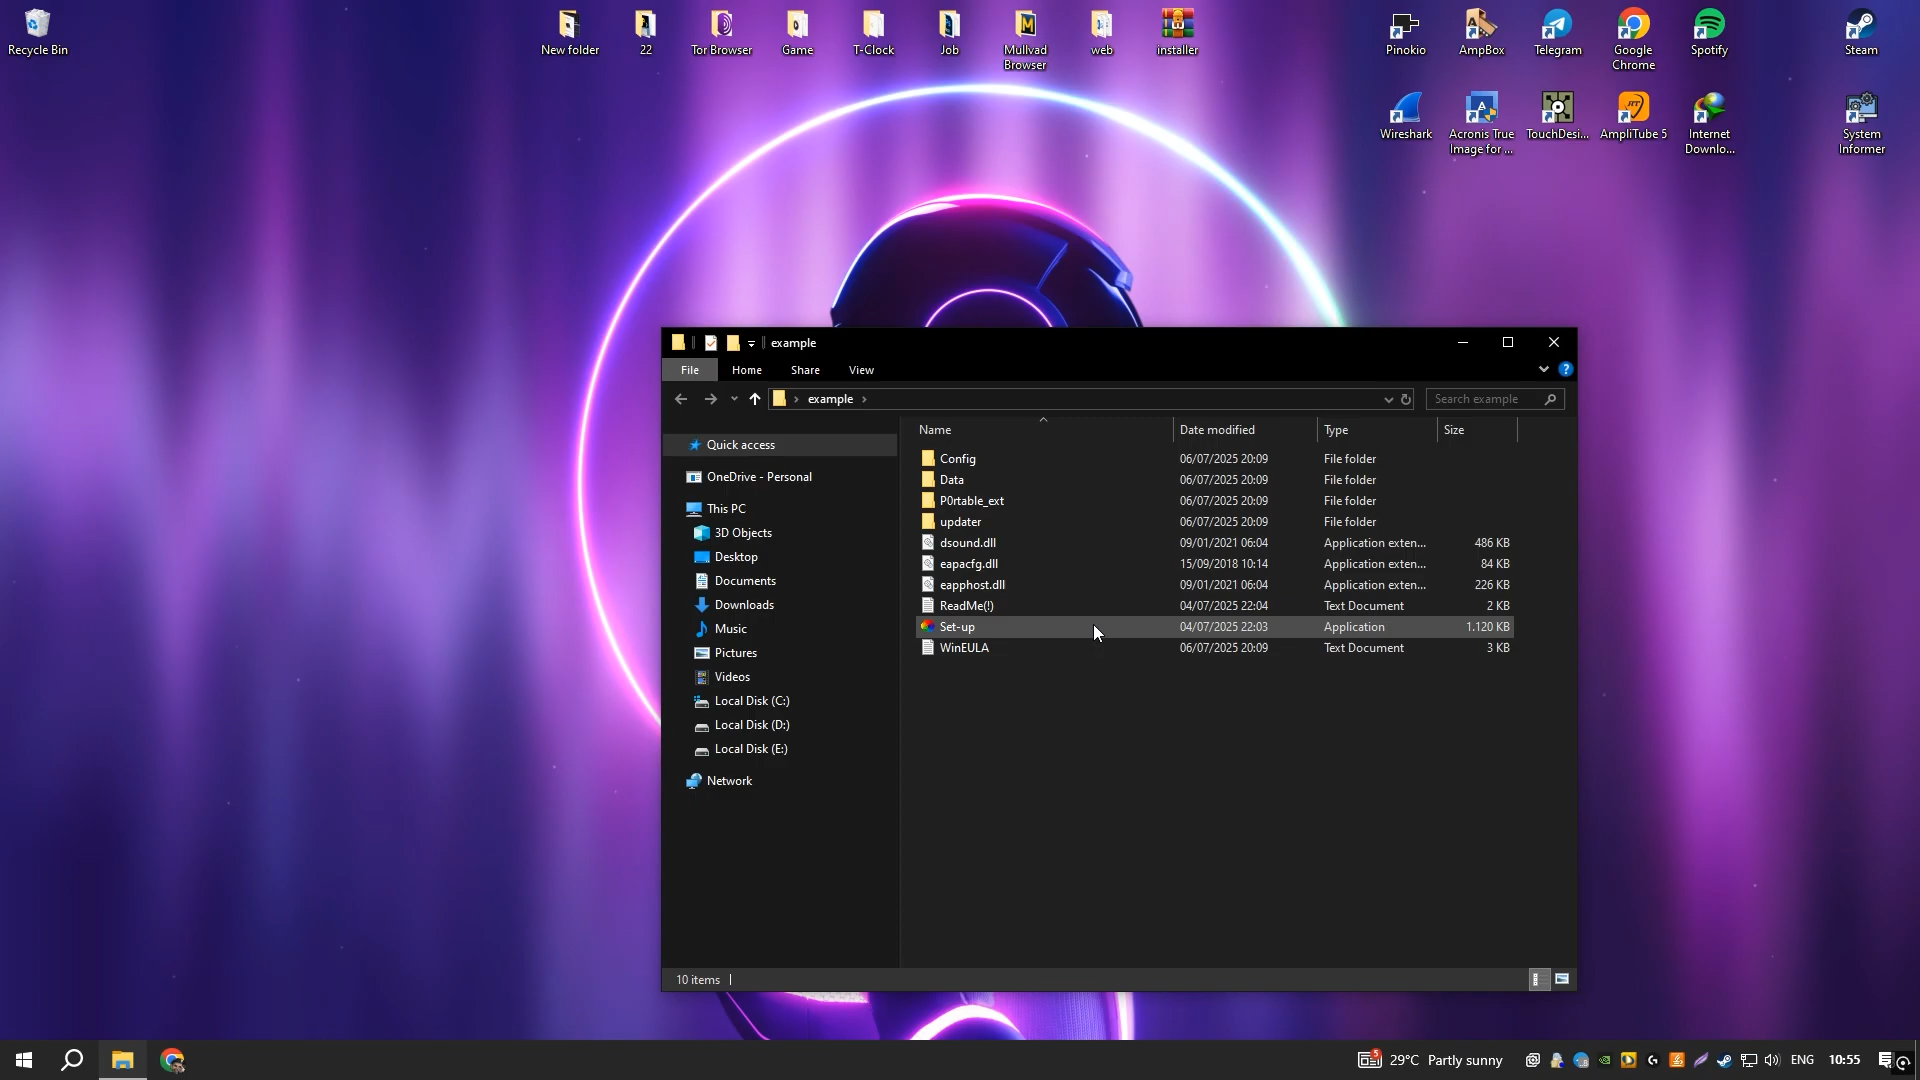 Recycle Bin
New folder
22
Tor Browser
Game
T-Clock
Job
Mullvad
Browser
web
installer
Pinokio
AmpBox
Telegram
Google
Chrome
Spotify
Steam
Wireshark
Acronis True
Image for ...
TouchDesi...
AmpliTube 5
Internet
Downlo...
System
Informer
example
File
Home
Share
View
example
Search example
Name
Date modified
Type
Size
Quick access
OneDrive - Personal
This PC
3D Objects
Desktop
Documents
Downloads
Music
Pictures
Videos
Local Disk (C:)
Local Disk (D:)
Local Disk (E:)
Network
Config 06/07/2025 20:09 File folder
Data 06/07/2025 20:09 File folder
P0rtable_ext 06/07/2025 20:09 File folder
updater 06/07/2025 20:09 File folder
dsound.dll 09/01/2021 06:04 Application exten... 486 KB
eapacfg.dll 15/09/2018 10:14 Application exten... 84 KB
eapphost.dll 09/01/2021 06:04 Application exten... 226 KB
ReadMe(!) 04/07/2025 22:04 Text Document 2 KB
Set-up 04/07/2025 22:03 Application 1.120 KB
WinEULA 06/07/2025 20:09 Text Document 3 KB
10 items
29°C Partly sunny
ENG
10:55